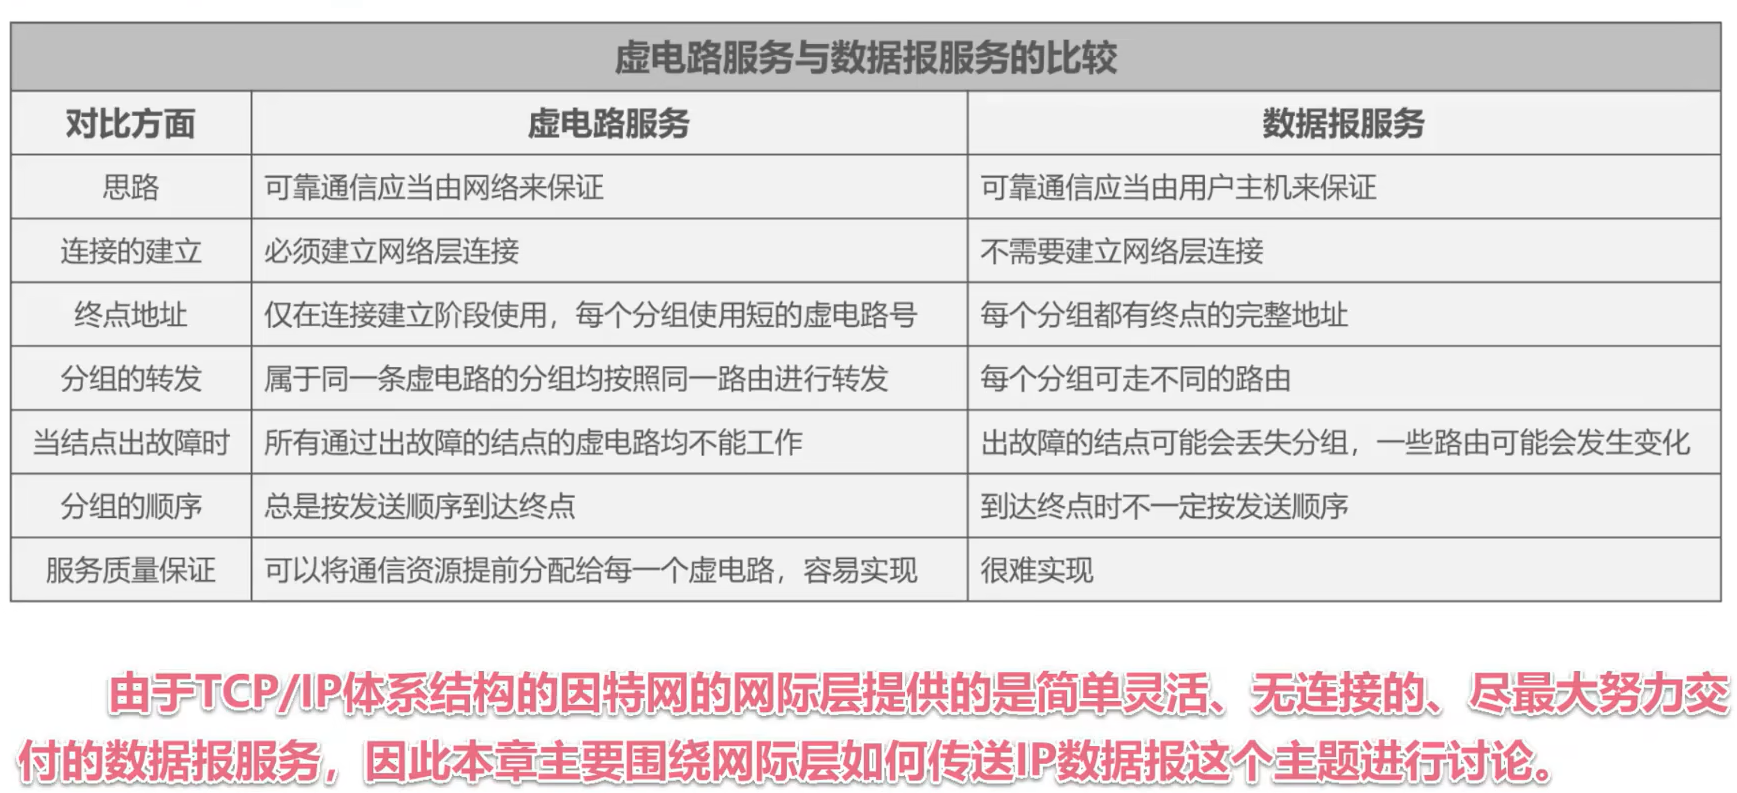 虚电路服务与数据报服务的比较
对比方面 虚电路服务 数据报服务
思路 可靠通信应当由网络来保证 可靠通信应当由用户主机来保证
连接的建立 必须建立网络层连接 不需要建立网络层连接
终点地址 仅在连接建立阶段使用，每个分组使用短的虚电路号 每个分组都有终点的完整地址
分组的转发 属于同一条虚电路的分组均按照同一路由进行转发 每个分组可走不同的路由
当结点出故障时 所有通过出故障的结点的虚电路均不能工作 出故障的结点可能会丢失分组，一些路由可能会发生变化
分组的顺序 总是按发送顺序到达终点 到达终点时不一定按发送顺序
服务质量保证 可以将通信资源提前分配给每一个虚电路，容易实现 很难实现
由于TCP/IP体系结构的因特网的网际层提供的是简单灵活、无连接的、尽最大努力交
付的数据报服务，因此本章主要围绕网际层如何传送IP数据报这个主题进行讨论。